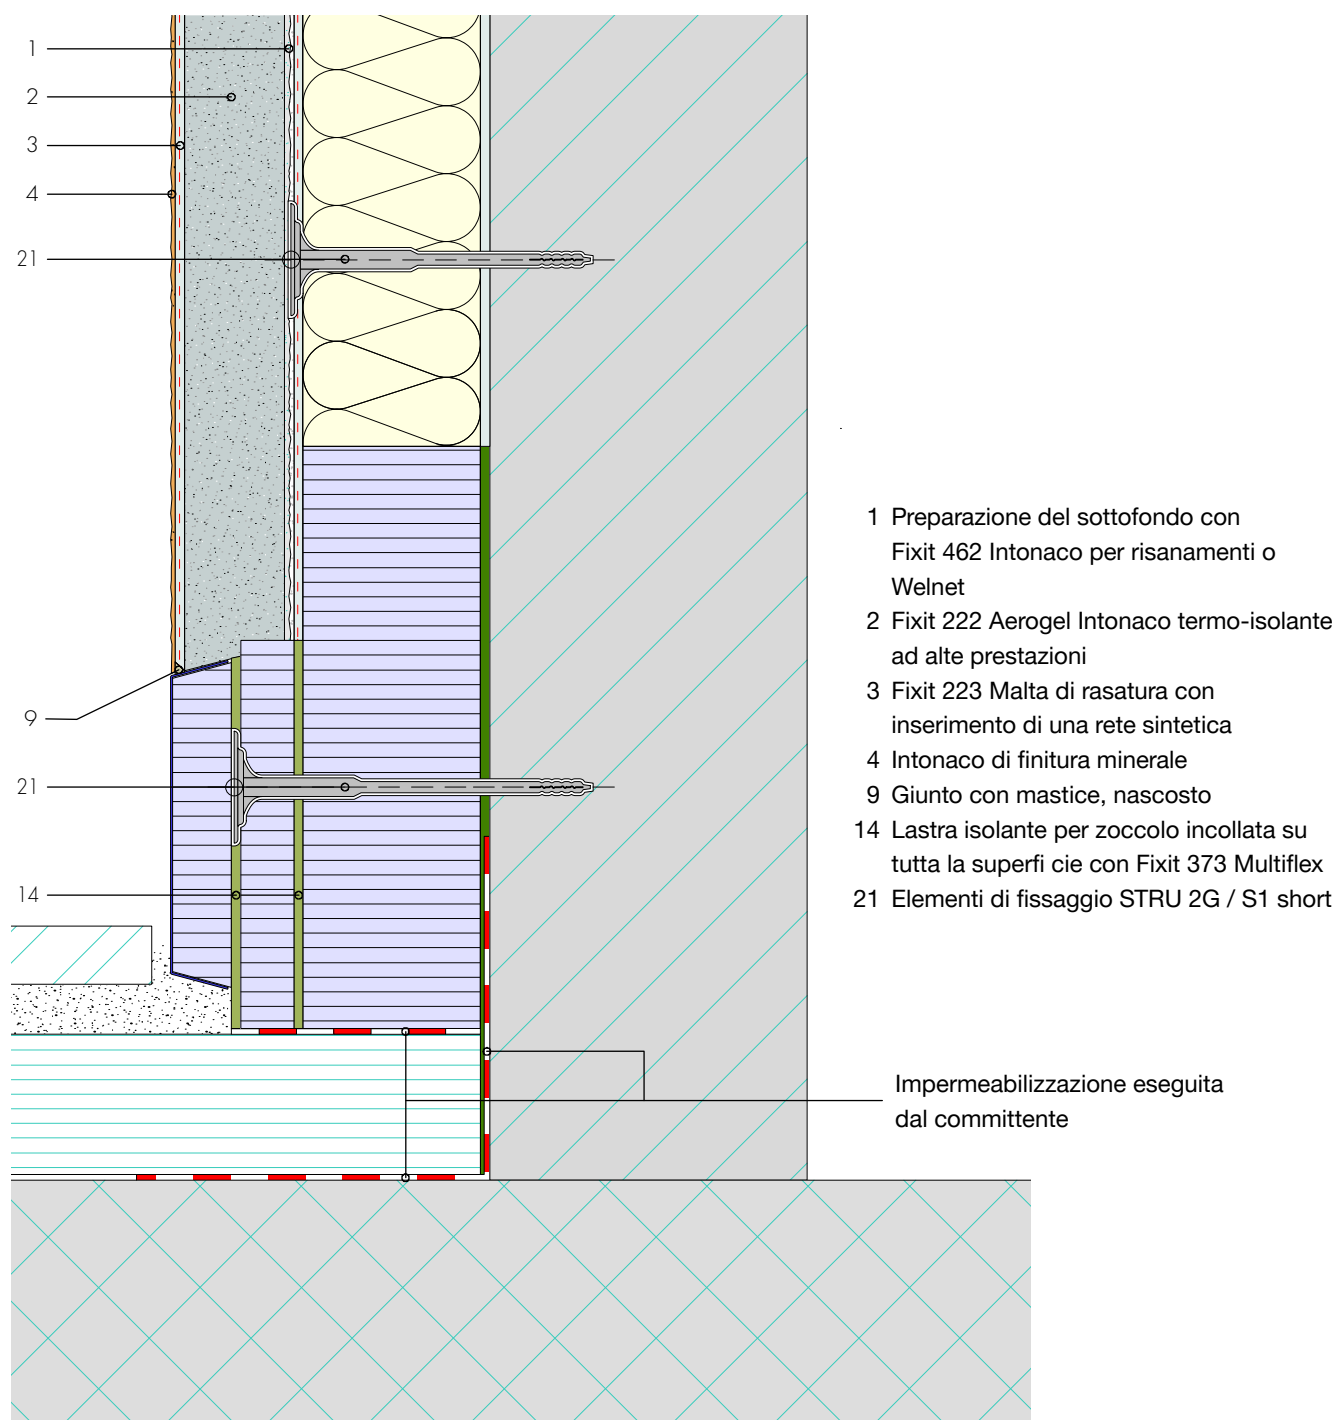 1
2
3
4
21
9
21
14
1 Preparazione del sottofondo con
Fixit 462 Intonaco per risanamenti o
Welnet
2 Fixit 222 Aerogel Intonaco termo-isolante
ad alte prestazioni
3 Fixit 223 Malta di rasatura con
inserimento di una rete sintetica
4 Intonaco di finitura minerale
9 Giunto con mastice, nascosto
14 Lastra isolante per zoccolo incollata su
tutta la superfi cie con Fixit 373 Multiflex
21 Elementi di fissaggio STRU 2G / S1 short
Impermeabilizzazione eseguita
dal committente